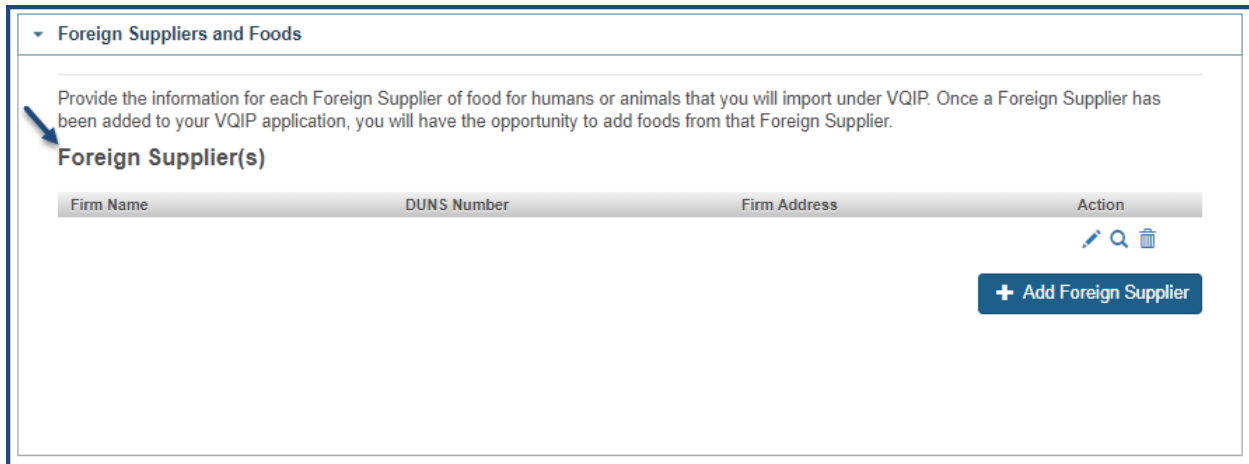 Foreign Suppliers and Foods
Provide the information for each Foreign Supplier of food for humans or animals that you will import under VQIP. Once a Foreign Supplier has
been added to your VQIP application, you will have the opportunity to add foods from that Foreign Supplier.
Foreign Supplier(s)
Firm Name DUNS Number Firm Address Action
+ Add Foreign Supplier